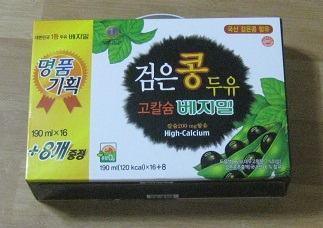 대한민국 1등 두유 베지밀
국산 검은콩 함유
명품
기획
검은콩두유
고칼슘 베지밀
190 ml×16
+8개 증정
칼슘200 mg함유
High-Calcium
190 ml(120 kcal)×16+8